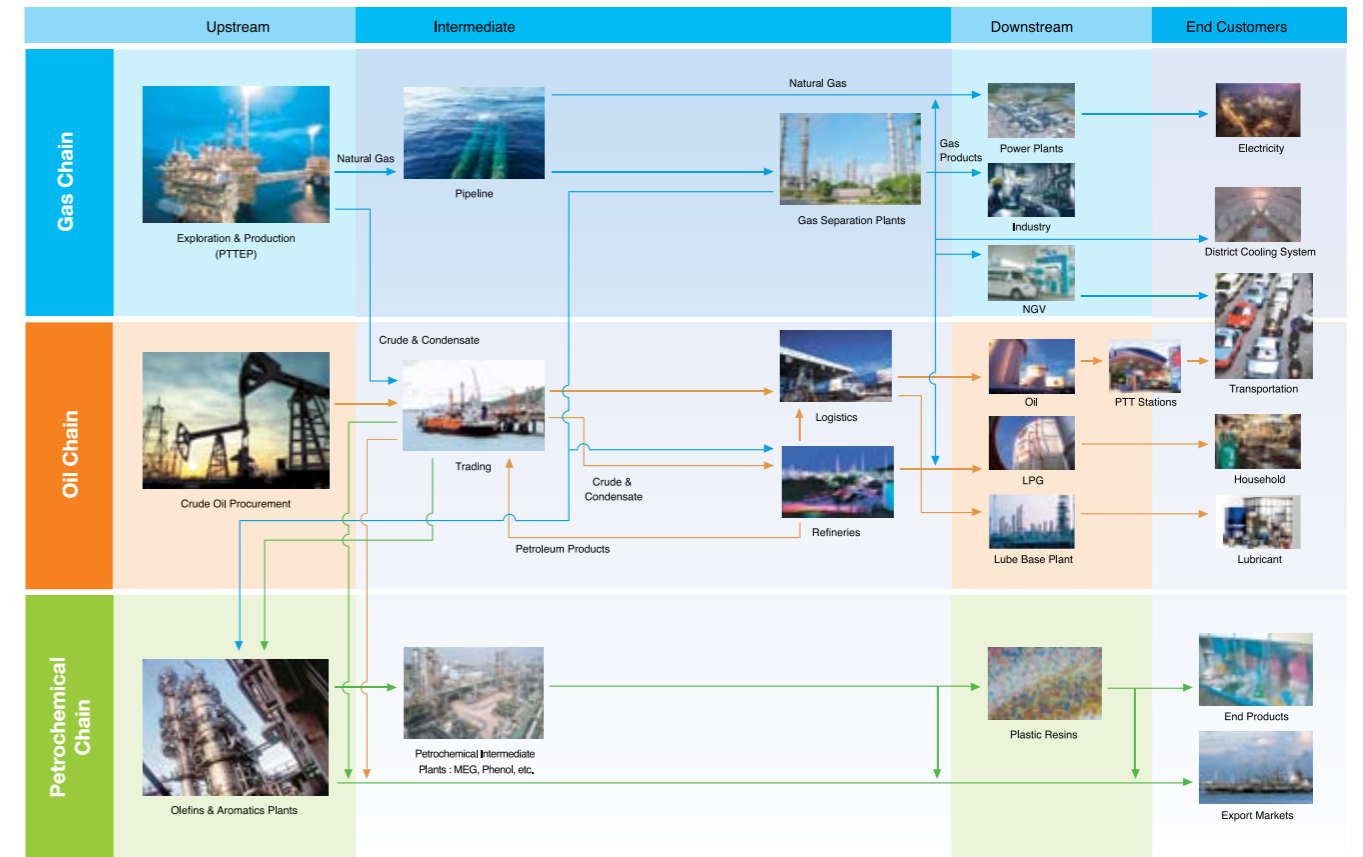 Upstream
Intermediate
Downstream
End Customers
Gas Chain
Natural Gas
Natural Gas
Gas
Products
Exploration & Production
(PTTEP)
Pipeline
Gas Separation Plants
Power Plants
Electricity
Industry
District Cooling System
NGV
Oil Chain
Crude & Condensate
Crude Oil Procurement
Trading
Logistics
Crude &
Condensate
Refineries
Petroleum Products
Oil
PTT Stations
Transportation
LPG
Household
Lube Base Plant
Lubricant
Petrochemical
Chain
Olefins & Aromatics Plants
Petrochemical Intermediate
Plants : MEG, Phenol, etc.
Plastic Resins
End Products
Export Markets